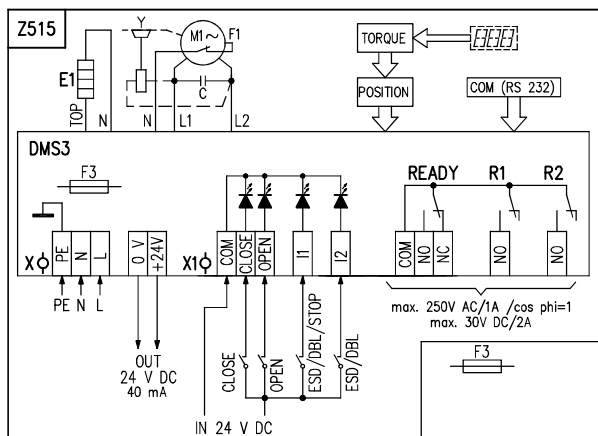 Z515
Y
M1~
F1
TORQUE
E1
C
POSITION
COM (RS 232)
TOP
N
N
L1
L2
DMS3
F3
READY
R1
R2
X
PE
N
L
0 V
+24V
X1
COM
CLOSE
OPEN
I1
I2
COM
NO
NC
NO
NO
PE N L
max. 250V AC/1A /cos phi=1
max. 30V DC/2A
OUT
24 V DC
40 mA
CLOSE
OPEN
ESD/DBL/STOP
ESD/DBL
IN 24 V DC
F3